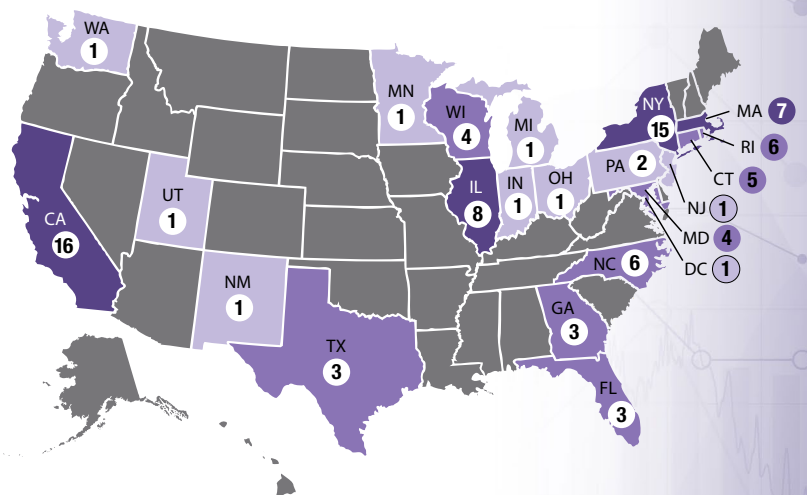 WA
1
MN
1
WI
4
MI
1
NY
15
MA 7
RI 6
CT 5
NJ 1
MD 4
DC 1
PA 2
OH
1
IN
1
IL
8
UT
1
CA
16
NM
1
TX
3
NC 6
GA
3
FL
3